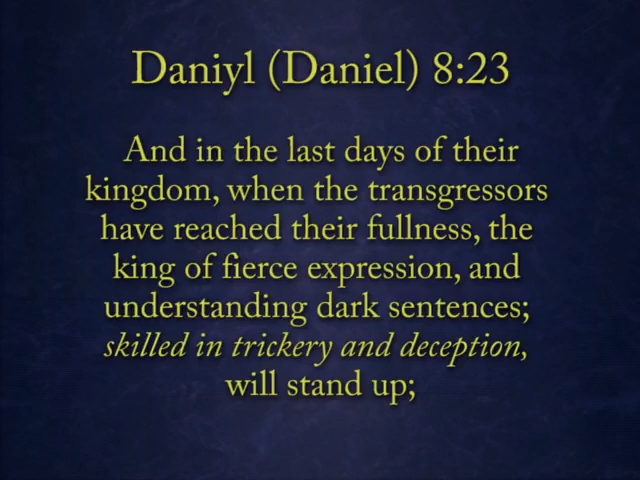 Daniyl (Daniel) 8:23
And in the last days of their
kingdom, when the transgressors
have reached their fullness, the
king of fierce expression, and
understanding dark sentences;
skilled in trickery and deception,
will stand up;